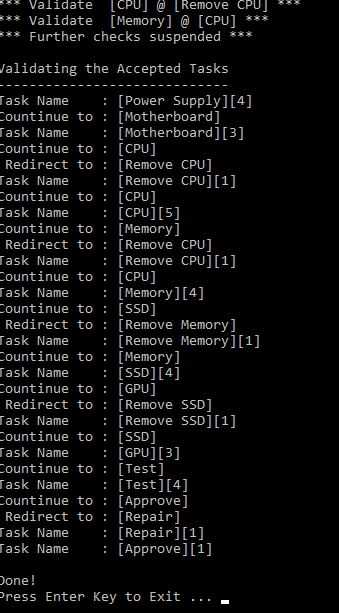 *** Validate  [CPU] @ [Remove CPU] ***
*** Validate  [Memory] @ [CPU] ***
*** Further checks suspended ***
Validating the Accepted Tasks
-----------------------------
Task Name    : [Power Supply][4]
Countinue to : [Motherboard]
Task Name    : [Motherboard][3]
Countinue to : [CPU]
 Redirect to : [Remove CPU]
Task Name    : [Remove CPU][1]
Countinue to : [CPU]
Task Name    : [CPU][5]
Countinue to : [Memory]
 Redirect to : [Remove CPU]
Task Name    : [Remove CPU][1]
Countinue to : [CPU]
Task Name    : [Memory][4]
Countinue to : [SSD]
 Redirect to : [Remove Memory]
Task Name    : [Remove Memory][1]
Countinue to : [Memory]
Task Name    : [SSD][4]
Countinue to : [GPU]
 Redirect to : [Remove SSD]
Task Name    : [Remove SSD][1]
Countinue to : [SSD]
Task Name    : [GPU][3]
Countinue to : [Test]
Task Name    : [Test][4]
Countinue to : [Approve]
 Redirect to : [Repair]
Task Name    : [Repair][1]
Task Name    : [Approve][1]
Done!
Press Enter Key to Exit ...